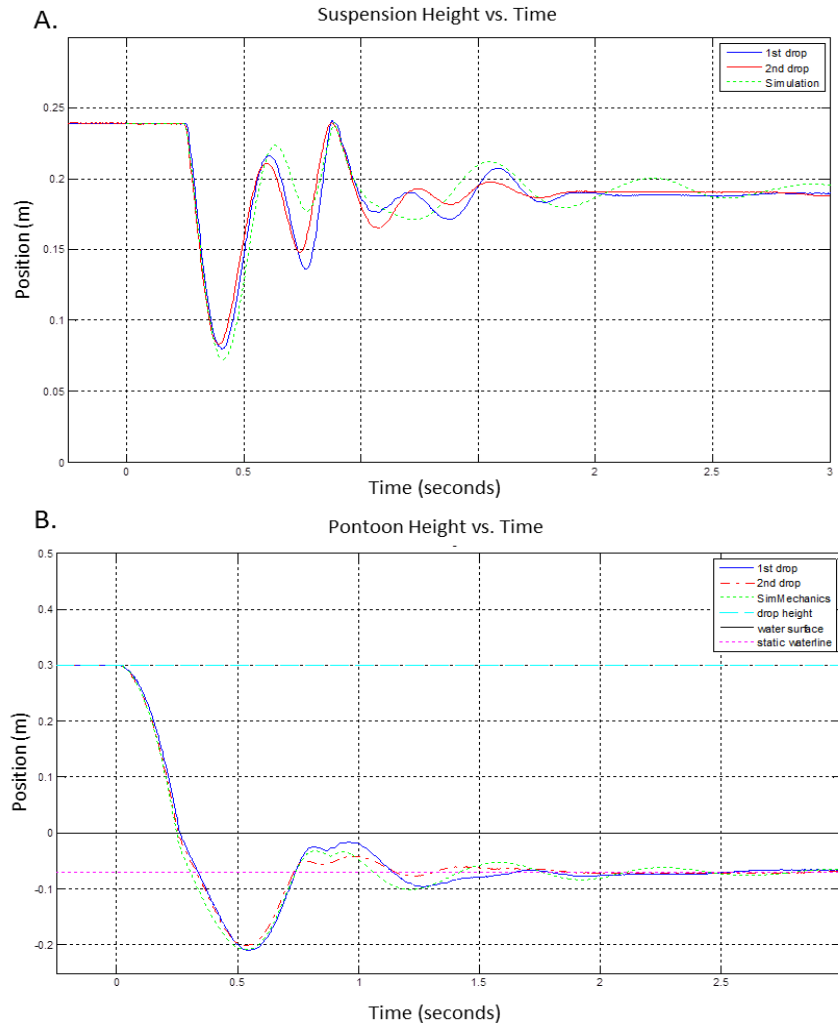 A.
Suspension Height vs. Time
1st drop
2nd drop
Simulation
0.25
0.2
0.15
0.1
0.05
0
Position (m)
0 0.5 2 2.5 3
Time (seconds)
B.
Pontoon Height vs. Time
1st drop
2nd drop
SimMechanics
drop height
water surface
static waterline
0.5
0.4
0.3
0.2
0.1
0
-0.1
-0.2
Position (m)
0 0.5 1 1.5 2 2.5
Time (seconds)